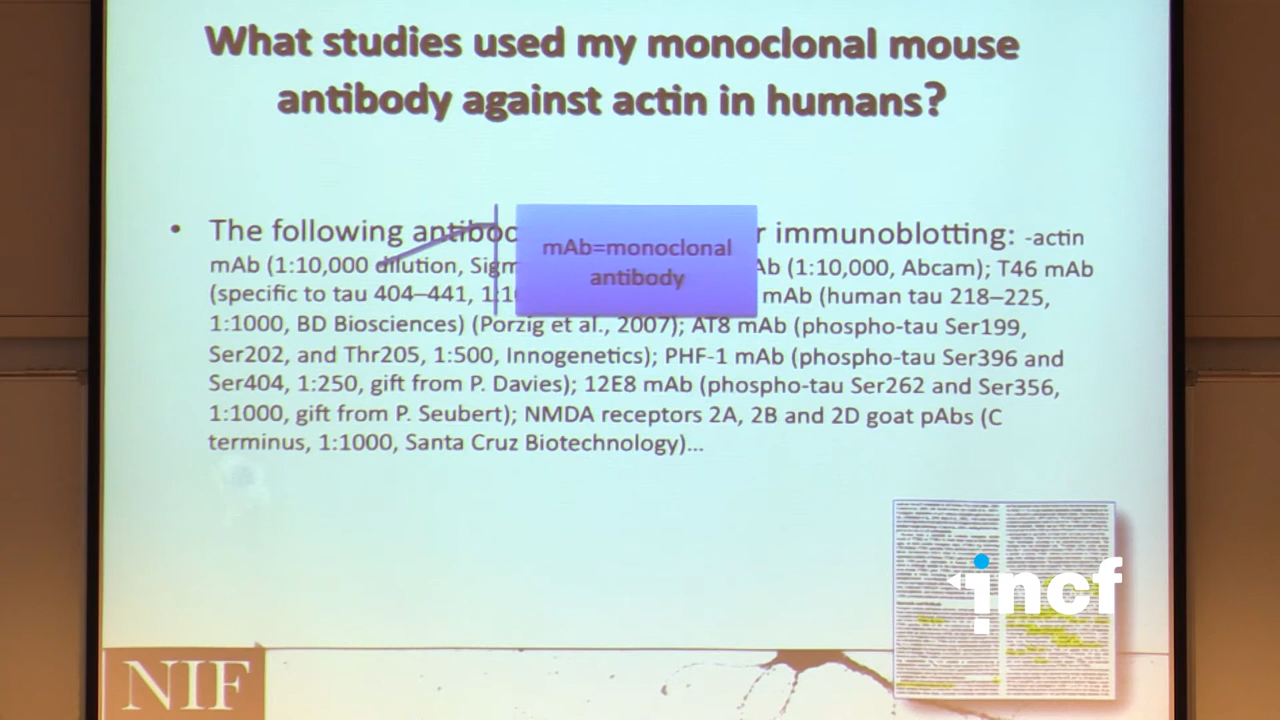 What studies used my monoclonal mouse
antibody against actin in humans?
• The following r immunoblotting: -actin
mAb (1:10,000 dilution, Ab (1:10,000, Abcam); T46 mAb
(specific to tau 404–441, mAb (human tau 218–225,
1:1000, BD Biosciences) (Porzig et al., 2007); AT8 mAb (phospho-tau Ser199,
Ser202, and Thr205, 1:500, Innogenetics); PHF-1 mAb (phospho-tau Ser396 and
Ser404, 1:250, gift from P. Davies); 12E8 mAb (phospho-tau Ser262 and Ser356,
1:1000, gift from P. Seubert); NMDA receptors 2A, 2B and 2D goat pAbs (C
terminus, 1:1000, Santa Cruz Biotechnology)...
mAb=monoclonal
antibody
incf
NIF